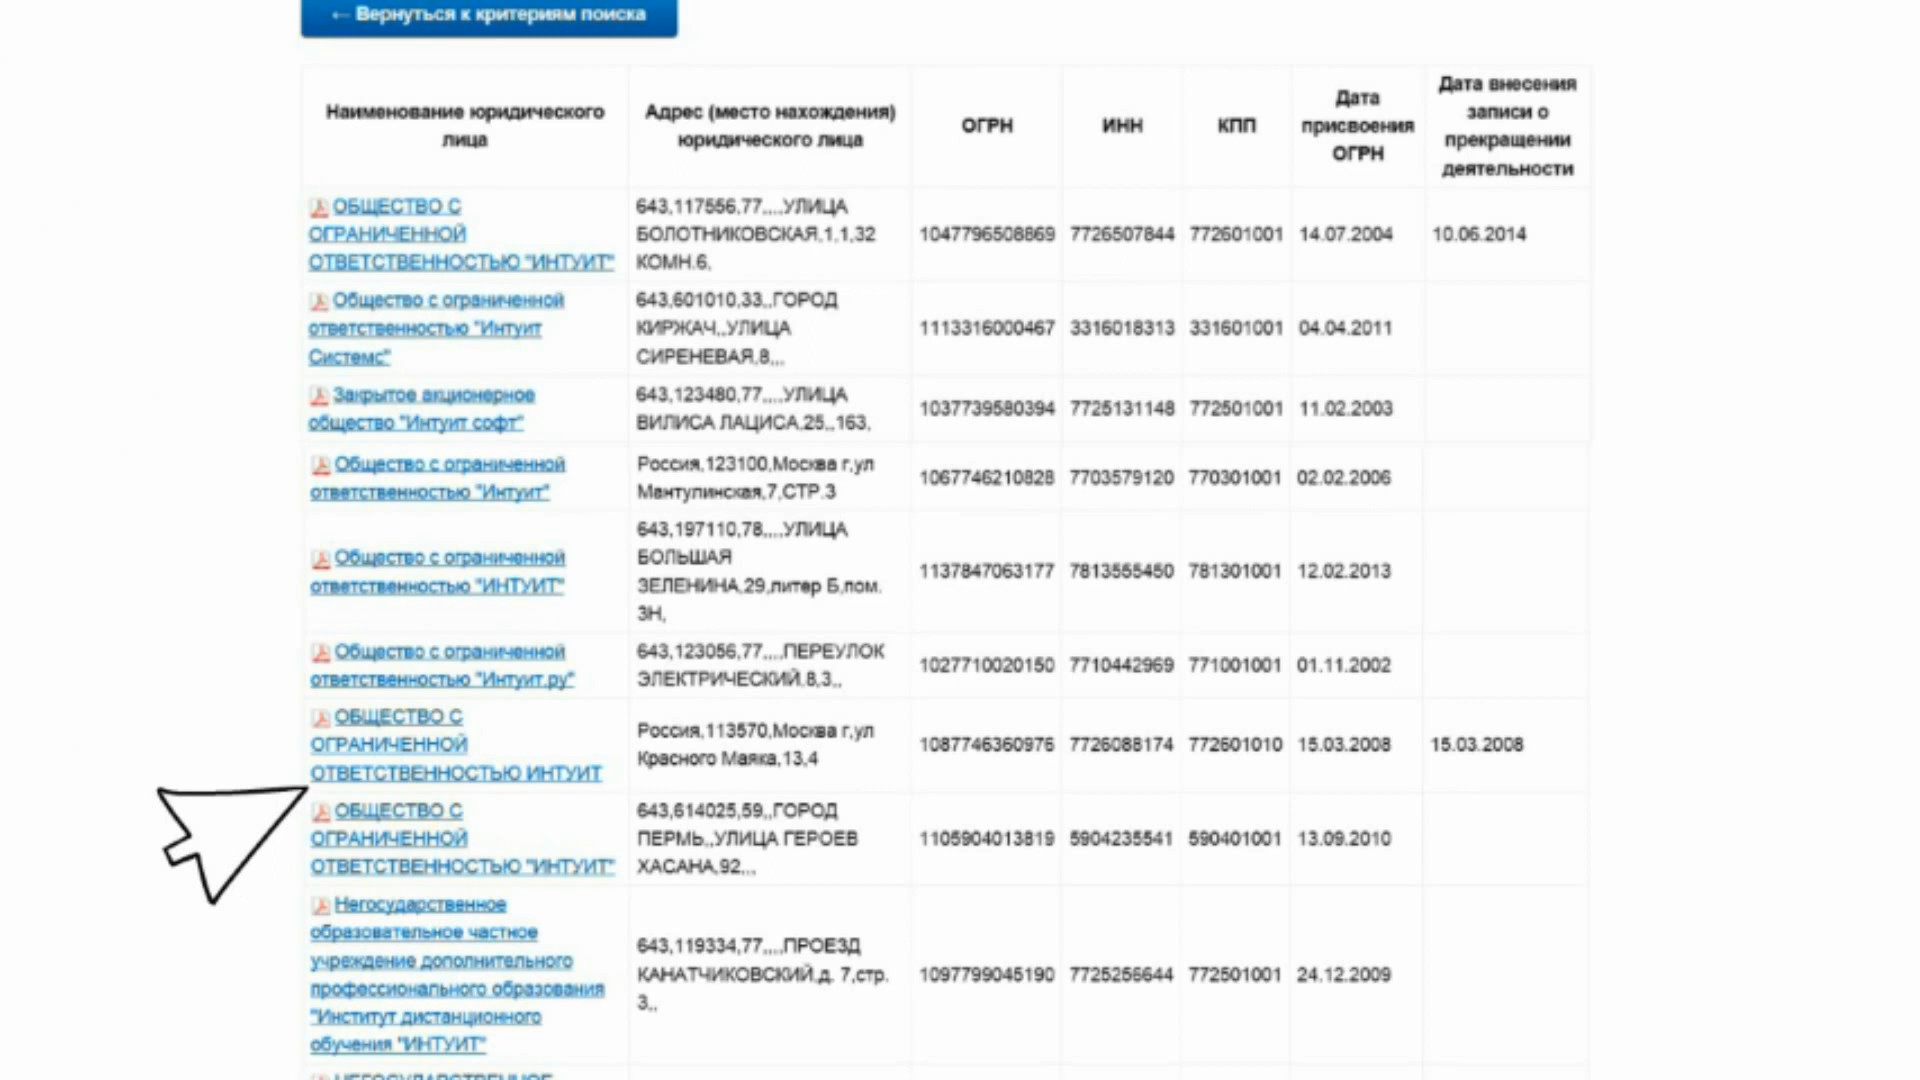 ← Вернуться к критериям поиска
Наименование юридического
лица
Адрес (место нахождения)
юридического лица
ОГРН
ИНН
КПП
Дата
присвоения
ОГРН
Дата внесения
записи о
прекращении
деятельности
ОБЩЕСТВО С
ОГРАНИЧЕННОЙ
ОТВЕТСТВЕННОСТЬЮ "ИНТУИТ"
643,117556,77,,,,УЛИЦА
БОЛОТНИКОВСКАЯ,1,1,32
КОМН.6,
1047796508869
7726507844
772601001
14.07.2004
10.06.2014
Общество с ограниченной
ответственностью "Интуит
Системс"
643,601010,33,,ГОРОД
КИРЖАЧ,,УЛИЦА
СИРЕНЕВАЯ,8,,,
1113316000467
3316018313
331601001
04.04.2011
Закрытое акционерное
общество "Интуит софт"
643,123480,77,,,,УЛИЦА
ВИЛИСА ЛАЦИСА,25,,163,
1037739580394
7725131148
772501001
11.02.2003
Общество с ограниченной
ответственностью "Интуит"
Россия,123100,Москва г,ул
Мантулинская,7,СТР.3
1067746210828
7703579120
770301001
02.02.2006
Общество с ограниченной
ответственностью "ИНТУИТ"
643,197110,78,,,,УЛИЦА
БОЛЬШАЯ
ЗЕЛЕНИНА,29,литер Б,пом.
3Н,
1137847063177
7813555450
781301001
12.02.2013
Общество с ограниченной
ответственностью "Интуит.ру"
643,123056,77,,,,ПЕРЕУЛОК
ЭЛЕКТРИЧЕСКИЙ,8,3,,
1027710020150
7710442969
771001001
01.11.2002
ОБЩЕСТВО С
ОГРАНИЧЕННОЙ
ОТВЕТСТВЕННОСТЬЮ ИНТУИТ
Россия,113570,Москва г,ул
Красного Маяка,13,4
1087746360976
7726088174
772601010
15.03.2008
15.03.2008
ОБЩЕСТВО С
ОГРАНИЧЕННОЙ
ОТВЕТСТВЕННОСТЬЮ "ИНТУИТ"
643,614025,59,,ГОРОД
ПЕРМЬ,,УЛИЦА ГЕРОЕВ
ХАСАНА,92,,,
1105904013819
5904235541
590401001
13.09.2010
Негосударственное
образовательное частное
учреждение дополнительного
профессионального образования
"Институт дистанционного
обучения "ИНТУИТ"
643,119334,77,,,,ПРОЕЗД
КАНАТЧИКОВСКИЙ,д. 7,стр.
3,,
1097799045190
7725256644
772501001
24.12.2009
НЕГОСУДАРСТВЕННОЕ